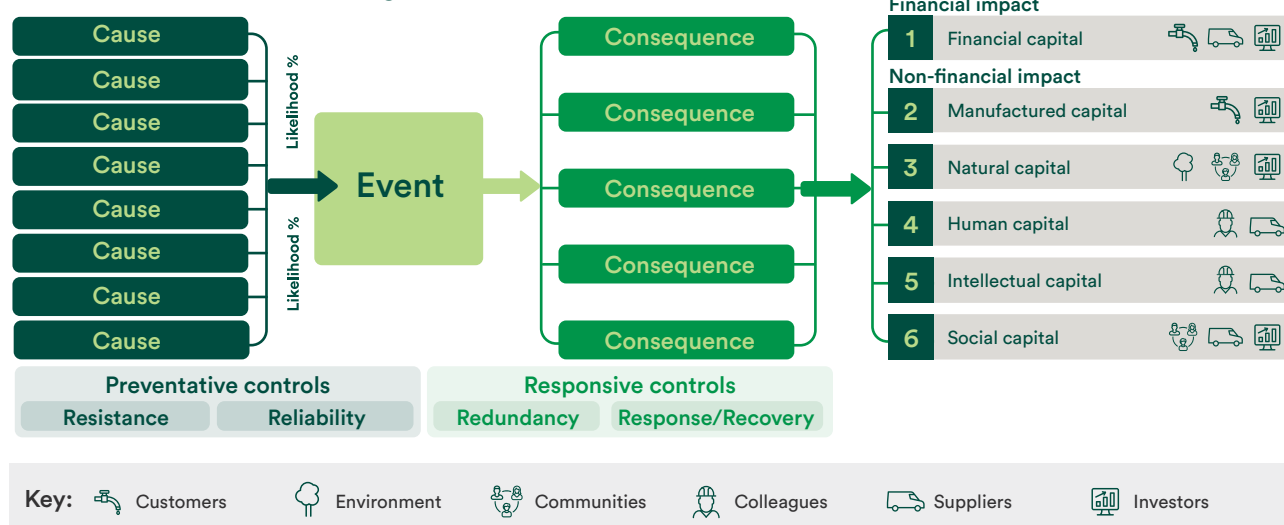 Financial impact
Cause
Cause
Cause
Cause
Cause
Cause
Cause
Cause
Likelihood %
Likelihood %
Event
Consequence
Consequence
Consequence
Consequence
Consequence
1 Financial capital
Non-financial impact
2 Manufactured capital
3 Natural capital
4 Human capital
5 Intellectual capital
6 Social capital
Preventative controls
Resistance Reliability
Responsive controls
Redundancy Response/Recovery
Key: Customers Environment Communities Colleagues Suppliers Investors